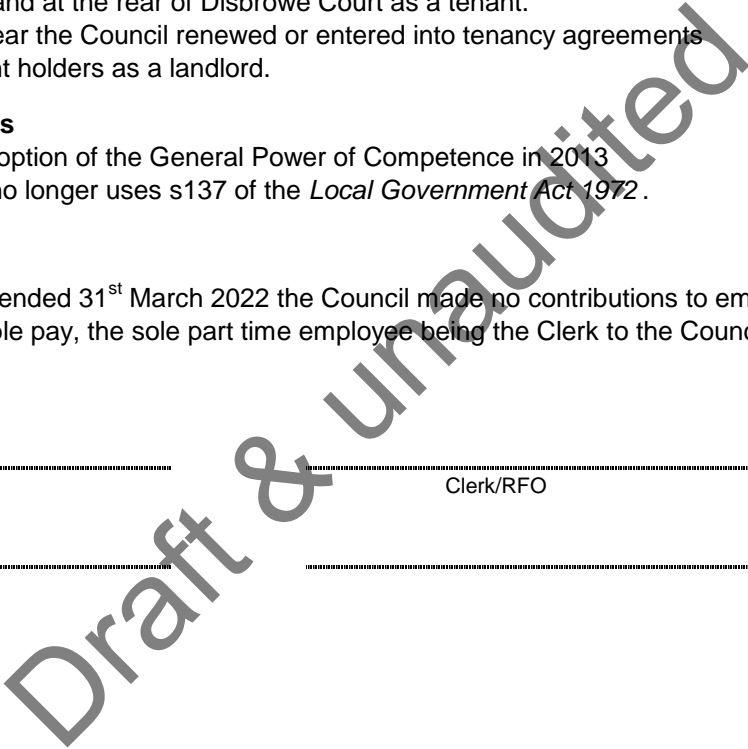 and at the rear of Disbrowe Court as a tenant.
ear the Council renewed or entered into tenancy agreements
nt holders as a landlord.
s
option of the General Power of Competence in 2013
no longer uses s137 of the Local Government Act 1972 .
ended 31st March 2022 the Council made no contributions to em
ble pay, the sole part time employee being the Clerk to the Counc
Clerk/RFO
Draft & unaudited